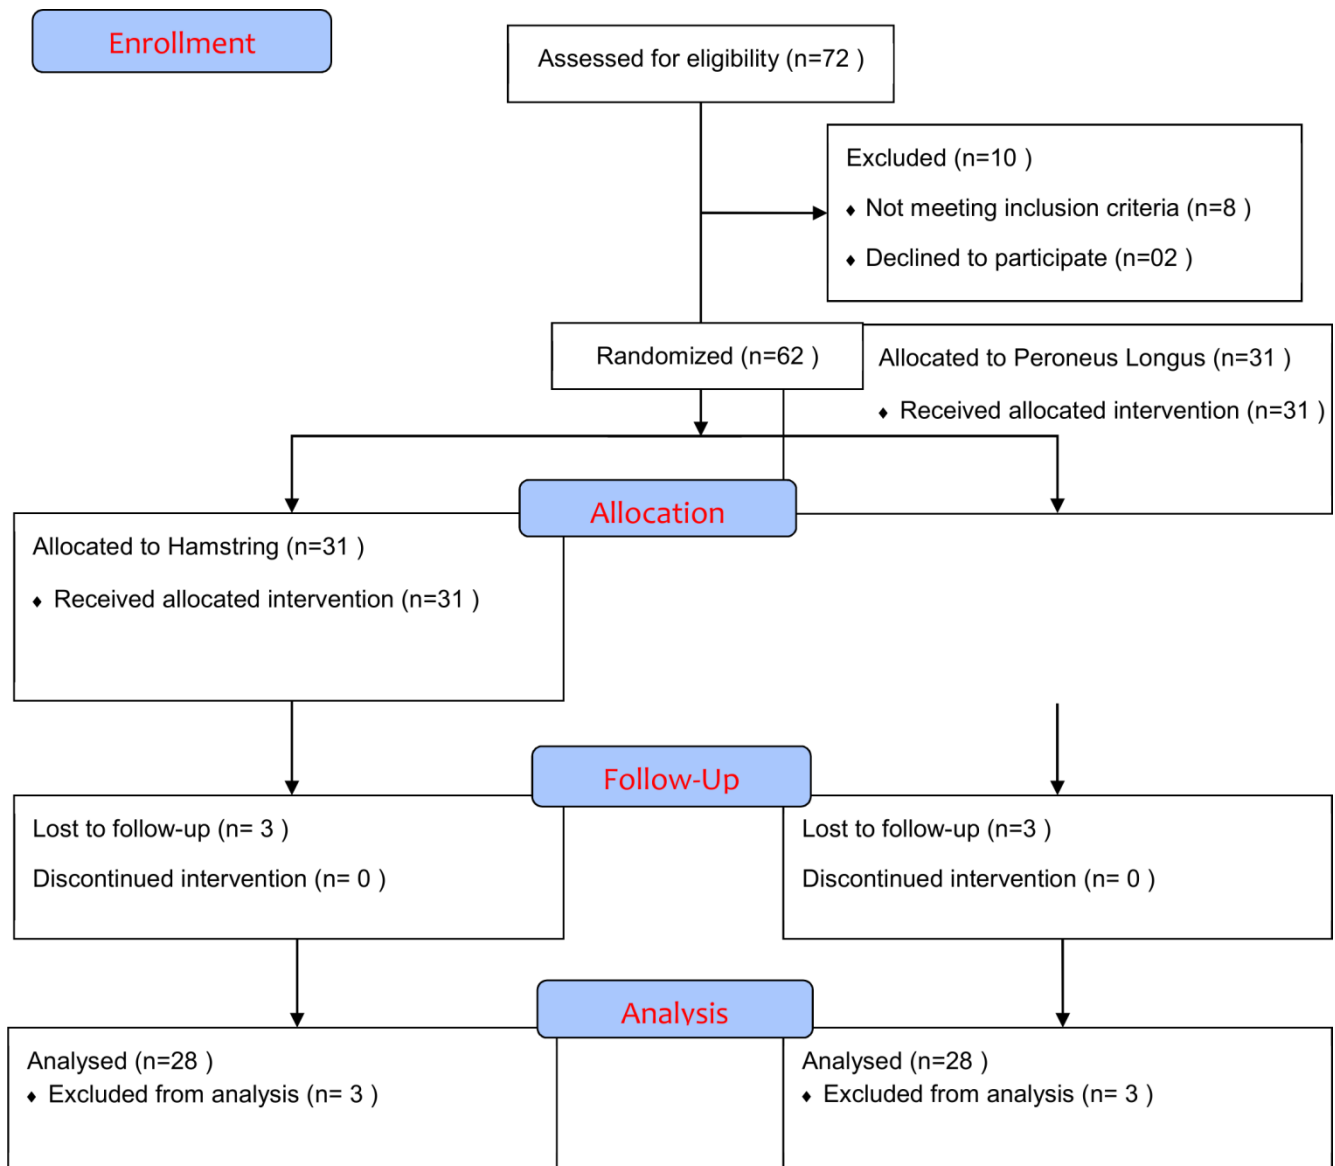 Enrollment
Assessed for eligibility (n=72 )
Excluded (n=10 )
♦ Not meeting inclusion criteria (n=8 )
♦ Declined to participate (n=02 )
Randomized (n=62 )
Allocated to Peroneus Longus (n=31 )
♦ Received allocated intervention (n=31 )
Allocation
Allocated to Hamstring (n=31 )
♦ Received allocated intervention (n=31 )
Follow-Up
Lost to follow-up (n= 3 )
Discontinued intervention (n= 0 )
Lost to follow-up (n=3 )
Discontinued intervention (n= 0 )
Analysis
Analysed (n=28 )
♦ Excluded from analysis (n= 3 )
Analysed (n=28 )
♦ Excluded from analysis (n= 3 )